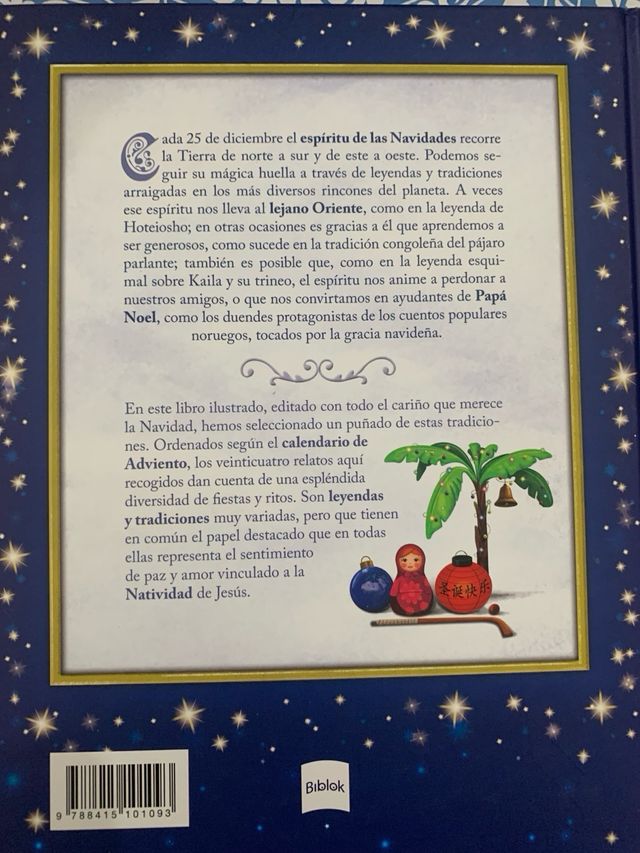 Cada 25 de diciembre el espíritu de las Navidades recorre
la Tierra de norte a sur y de este a oeste. Podemos se-
guir su mágica huella a través de leyendas y tradiciones
arraigadas en los más diversos rincones del planeta. A veces
ese espíritu nos lleva al lejano Oriente, como en la leyenda de
Hoteiosho; en otras ocasiones es gracias a él que aprendemos a
ser generosos, como sucede en la tradición congoleña del pájaro
parlante; también es posible que, como en la leyenda esqui-
mal sobre Kaila y su trineo, el espíritu nos anime a perdonar a
nuestros amigos, o que nos convirtamos en ayudantes de Papá
Noel, como los duendes protagonistas de los cuentos populares
noruegos, tocados por la gracia navideña.
En este libro ilustrado, editado con todo el cariño que merece
la Navidad, hemos seleccionado un puñado de estas tradicio-
nes. Ordenados según el calendario de
Adviento, los veinticuatro relatos aquí
recogidos dan cuenta de una espléndida
diversidad de fiestas y ritos. Son leyendas
y tradiciones muy variadas, pero que tienen
en común el papel destacado que en todas
ellas representa el sentimiento
de paz y amor vinculado a la
Natividad de Jesús.
圣诞快乐
9 788415 101093
Biblok